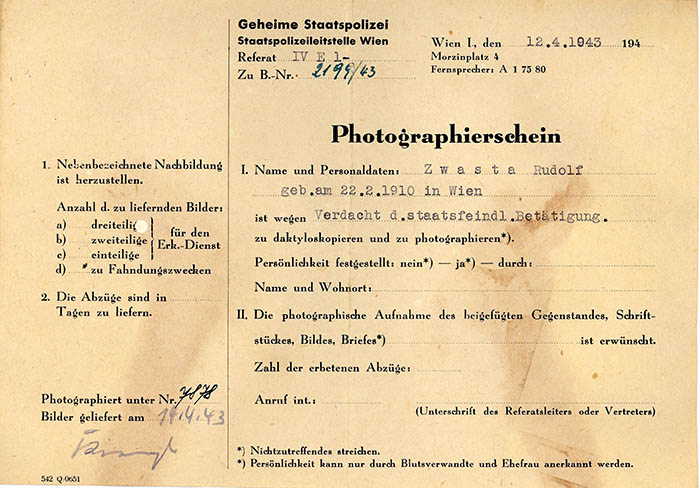 Geheime Staatspolizei
Staatspolizeileitstelle Wien
Referat IV E 1-
Zu B.-Nr. 2199/43
Wien I., den 12.4.1943 194
Morzinplatz 4
Fernsprecher: A 1 75 80
Photographierschein
1. Nebenbezeichnete Nachbildung
ist herzustellen.
Anzahl d. zu liefernden Bilder:
a) dreiteilig
b) zweiteilige
c) einteilige
für den
Erk.-Dienst
d) zu Fahndungszwecken
2. Die Abzüge sind in
Tagen zu liefern.
Photographiert unter Nr. 7878
Bilder geliefert am 19.4.43
542 Q/0651
I. Name und Personaldaten: Zwasta Rudolf
geb.am 22.2.1910 in Wien
ist wegen Verdacht d.staatsfeindl.Betätigung.
zu daktyloskopieren und zu photographieren*).
Persönlichkeit festgestellt: nein*) — ja*) — durch:
Name und Wohnort:
II. Die photographische Aufnahme des beigefügten Gegenstandes, Schrift-
stückes, Bildes, Briefes*) ist erwünscht.
Zahl der erbetenen Abzüge:
Anruf int.:
(Unterschrift des Referatsleiters oder Vertreters)
*) Nichtzutreffendes streichen.
*) Persönlichkeit kann nur durch Blutsverwandte und Ehefrau anerkannt werden.